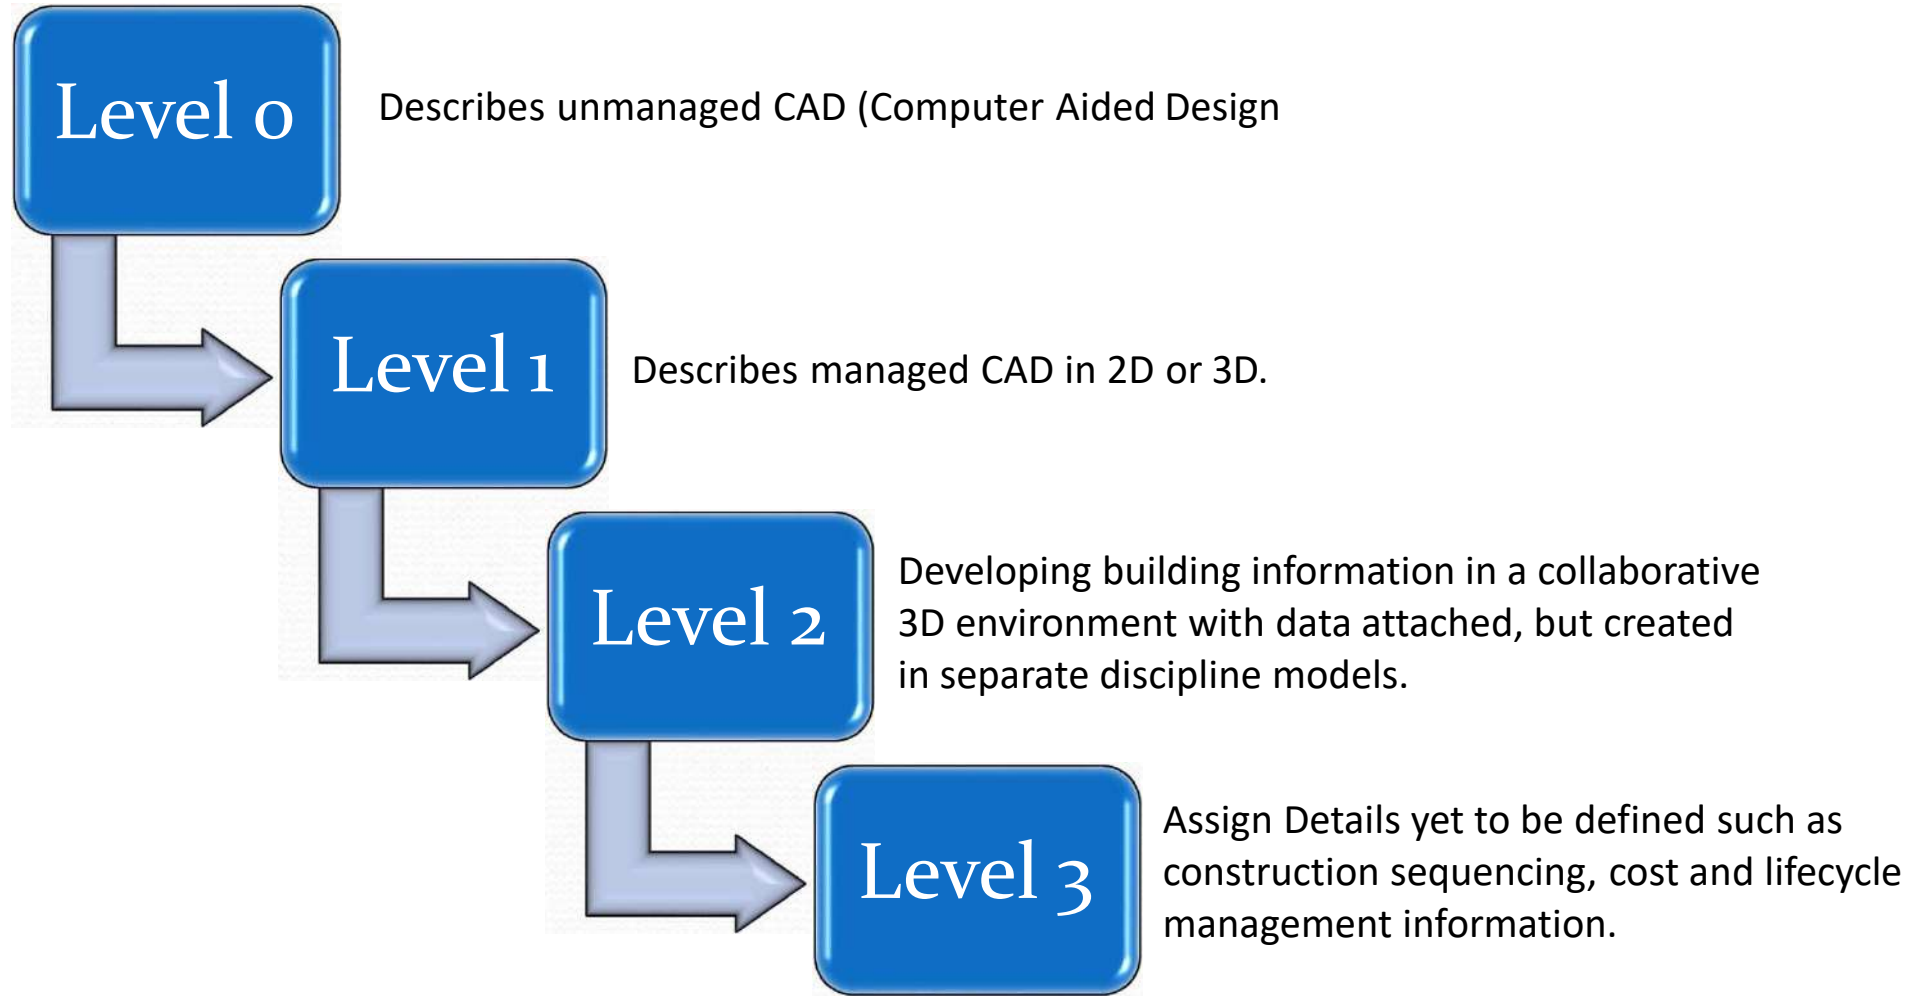 Level 0
Describes unmanaged CAD (Computer Aided Design
Level 1
Describes managed CAD in 2D or 3D.
Level 2
Developing building information in a collaborative
3D environment with data attached, but created
in separate discipline models.
Level 3
Assign Details yet to be defined such as
construction sequencing, cost and lifecycle
management information.